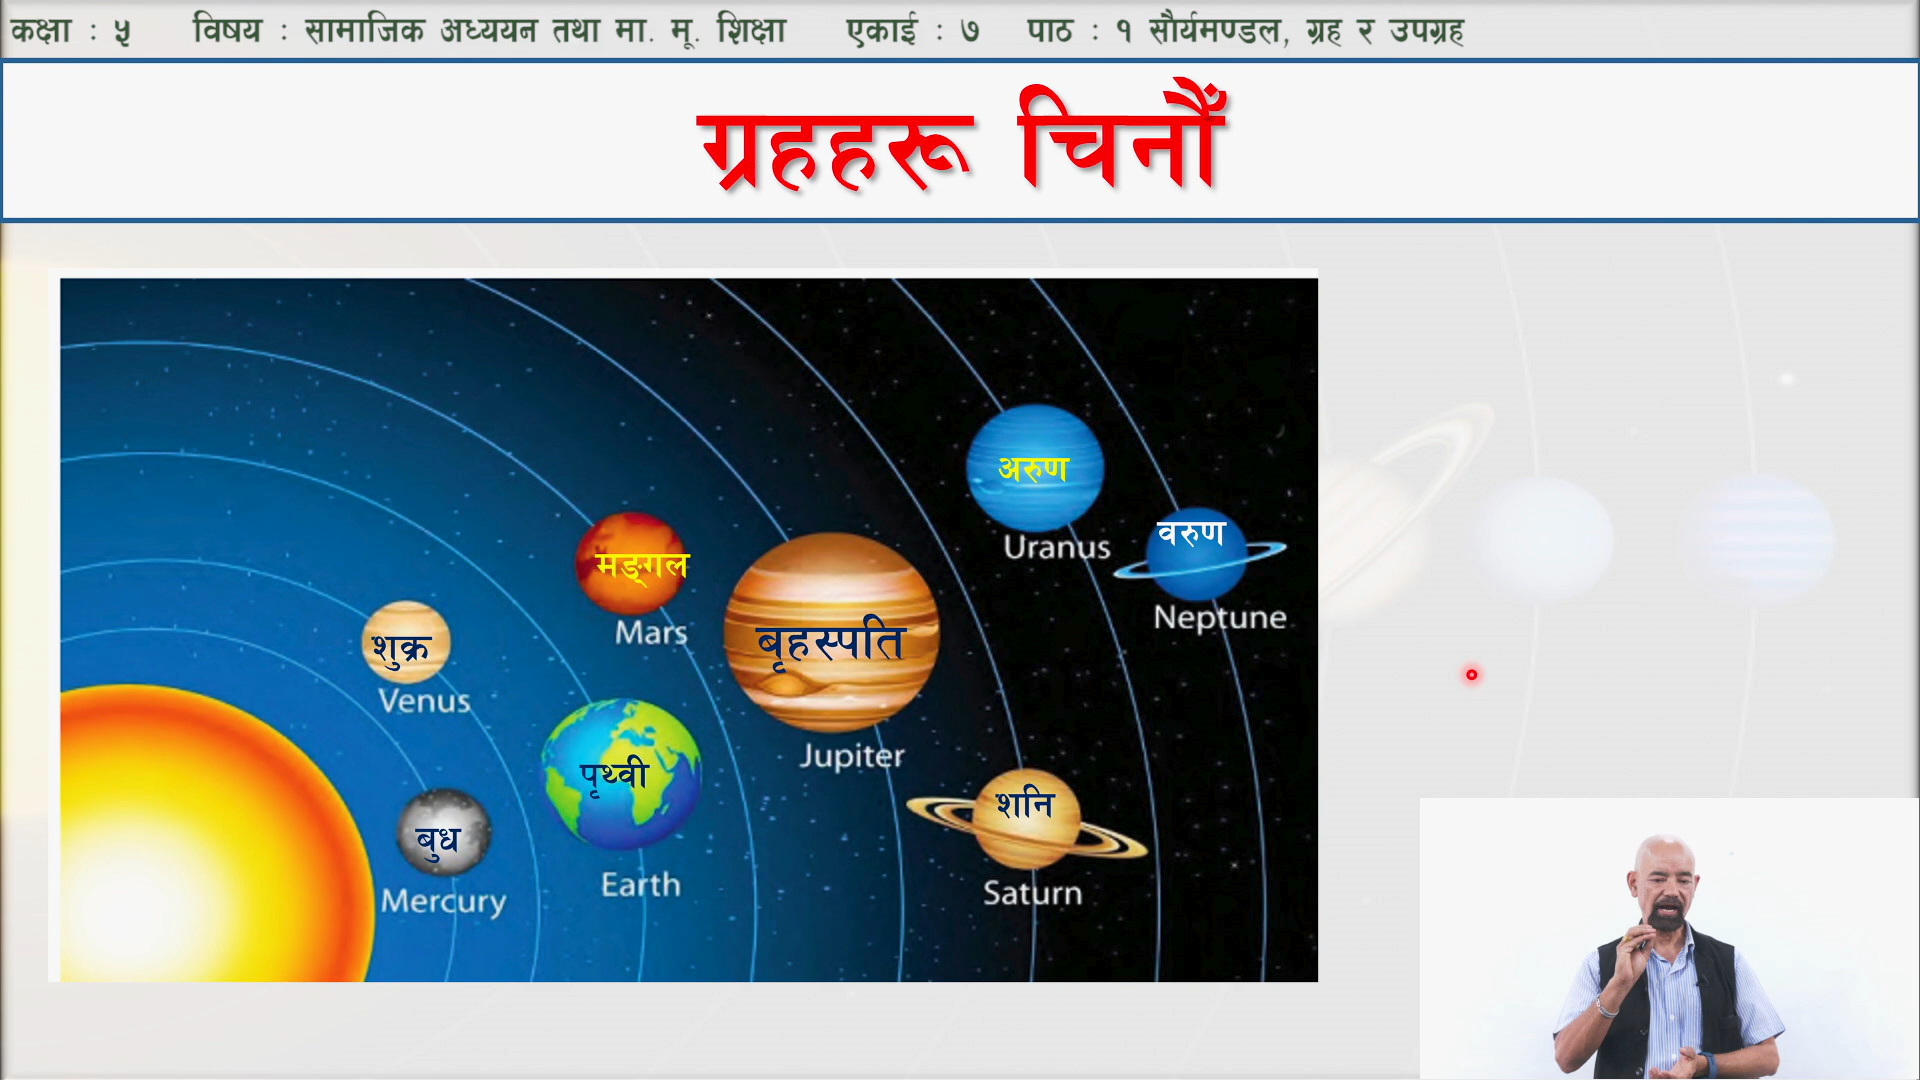 कक्षा : ५ विषय : सामाजिक अध्ययन तथा मा. मू. शिक्षा एकाई : ७ पाठ : १ सौर्यमण्डल, ग्रह र उपग्रह
ग्रहहरू चिनौँ
अरुण
Uranus
वरुण
Neptune
मङ्गल
Mars
बृहस्पति
Jupiter
शुक्र
Venus
पृथ्वी
Earth
शनि
Saturn
बुध
Mercury